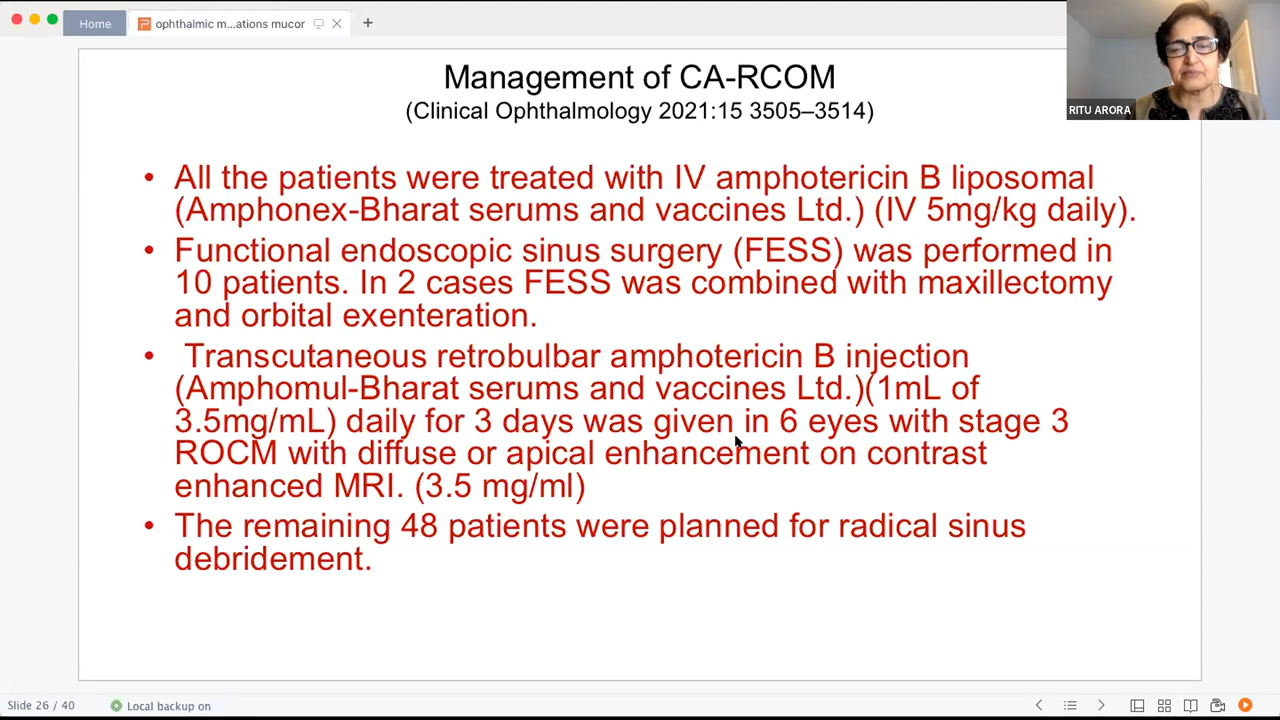 Home
ophthalmic m...ations mucor
RITU ARORA
Management of CA-RCOM
(Clinical Ophthalmology 2021:15 3505–3514)
• All the patients were treated with IV amphotericin B liposomal
(Amphonex-Bharat serums and vaccines Ltd.) (IV 5mg/kg daily).
• Functional endoscopic sinus surgery (FESS) was performed in
10 patients. In 2 cases FESS was combined with maxillectomy
and orbital exenteration.
• Transcutaneous retrobulbar amphotericin B injection
(Amphomul-Bharat serums and vaccines Ltd.)(1mL of
3.5mg/mL) daily for 3 days was given in 6 eyes with stage 3
ROCM with diffuse or apical enhancement on contrast
enhanced MRI. (3.5 mg/ml)
• The remaining 48 patients were planned for radical sinus
debridement.
Slide 26 / 40
Local backup on